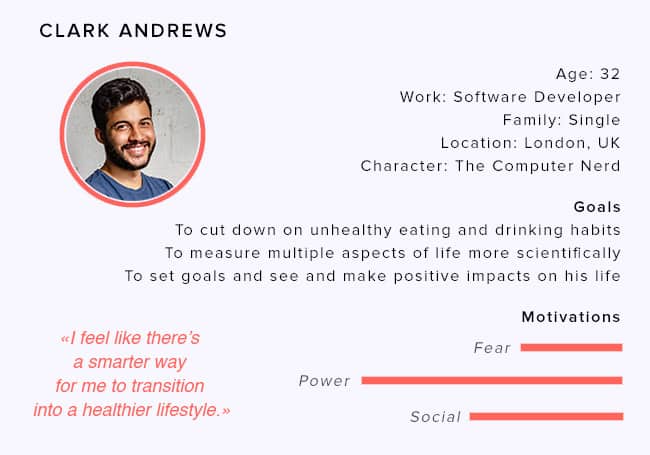 CLARK ANDREWS
Age: 32
Work: Software Developer
Family: Single
Location: London, UK
Character: The Computer Nerd
Goals
To cut down on unhealthy eating and drinking habits
To measure multiple aspects of life more scientifically
To set goals and see and make positive impacts on his life
«I feel like there’s
a smarter way
for me to transition
into a healthier lifestyle.»
Motivations
Fear
Power
Social